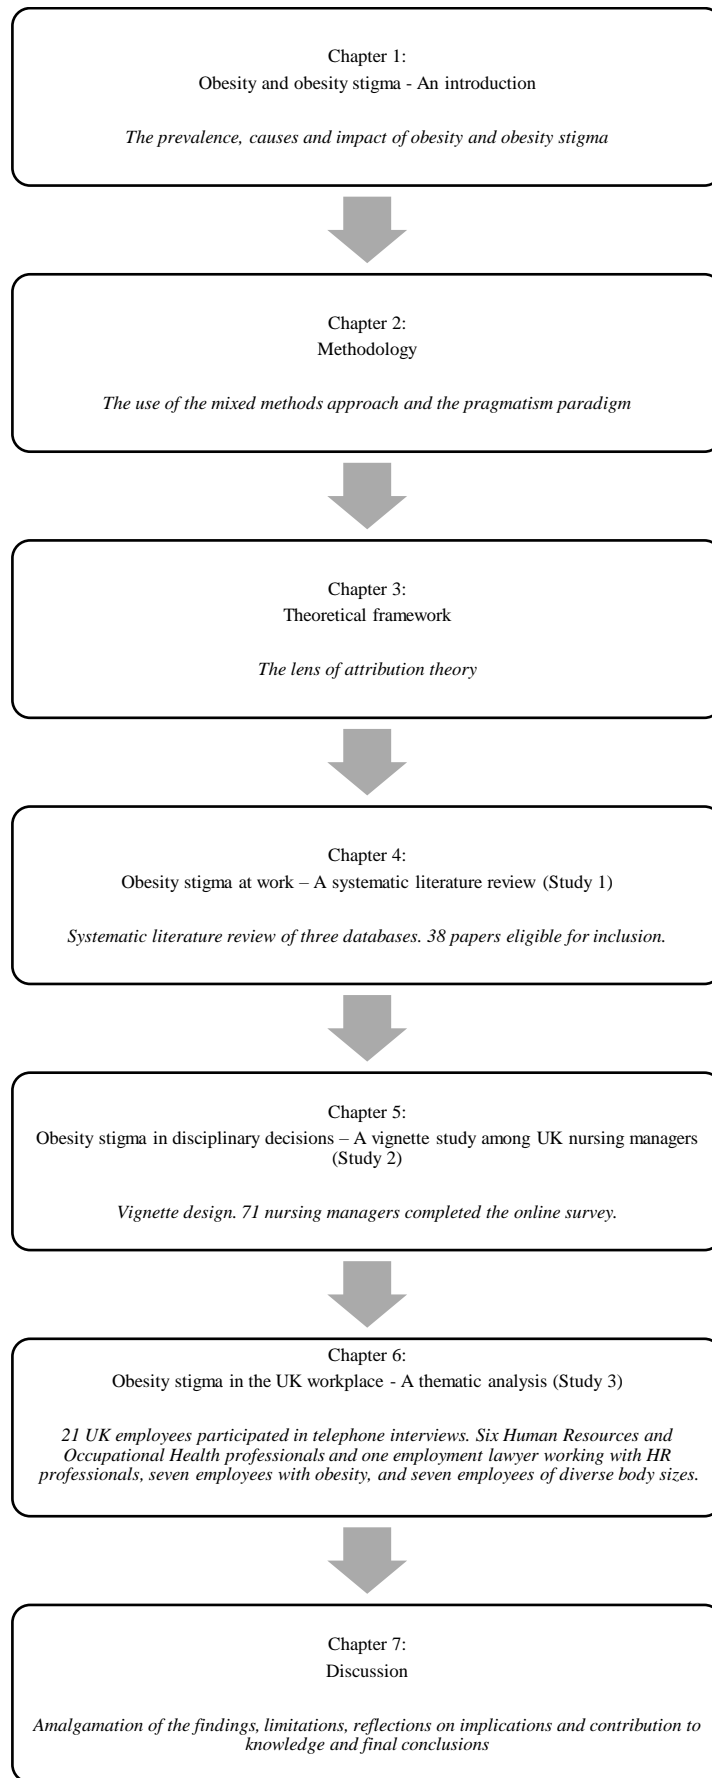 Chapter 1:
Obesity and obesity stigma - An introduction
The prevalence, causes and impact of obesity and obesity stigma
Chapter 2:
Methodology
The use of the mixed methods approach and the pragmatism paradigm
Chapter 3:
Theoretical framework
The lens of attribution theory
Chapter 4:
Obesity stigma at work – A systematic literature review (Study 1)
Systematic literature review of three databases. 38 papers eligible for inclusion.
Chapter 5:
Obesity stigma in disciplinary decisions – A vignette study among UK nursing managers
(Study 2)
Vignette design. 71 nursing managers completed the online survey.
Chapter 6:
Obesity stigma in the UK workplace - A thematic analysis (Study 3)
21 UK employees participated in telephone interviews. Six Human Resources and
Occupational Health professionals and one employment lawyer working with HR
professionals, seven employees with obesity, and seven employees of diverse body sizes.
Chapter 7:
Discussion
Amalgamation of the findings, limitations, reflections on implications and contribution to
knowledge and final conclusions